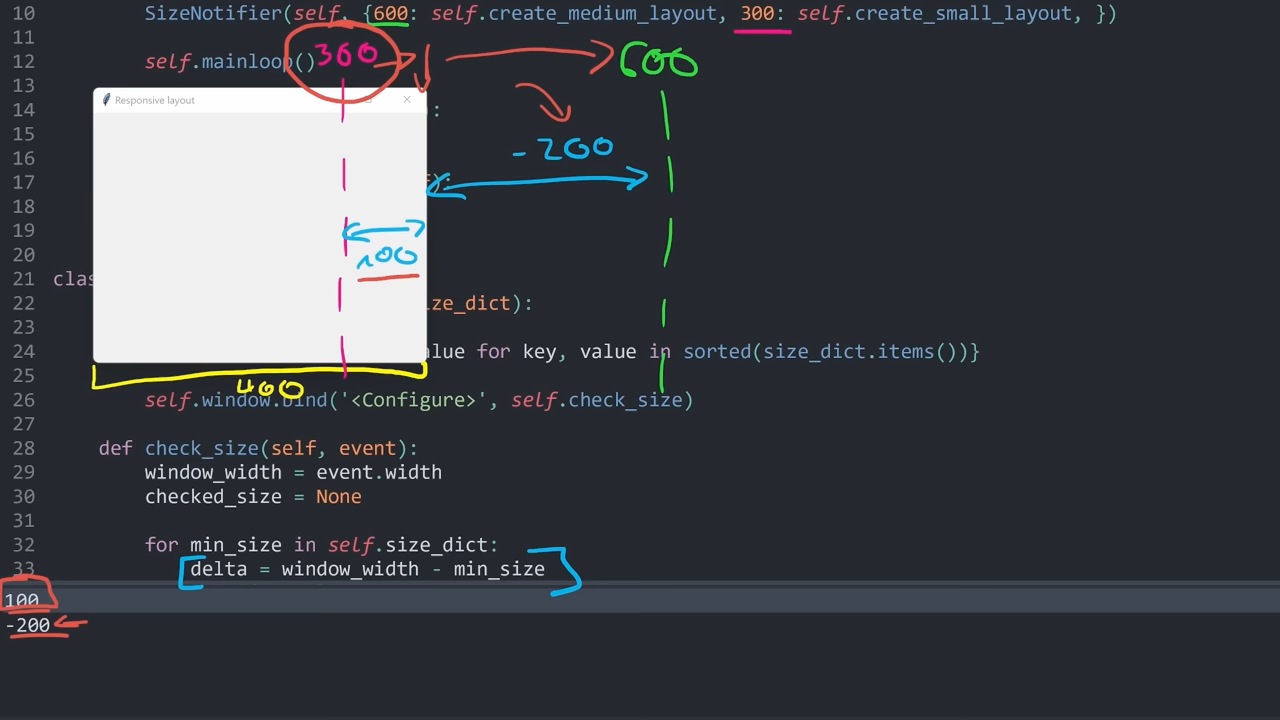 10 SizeNotifier(self, {600: self.create_medium_layout, 300: self.create_small_layout, })
11
12 self.mainloop() 300 600
13
Responsive layout
14 :
15 -200
16
17 ):
18
19
20 100
21 clas
22 ize_dict):
23
24 alue for key, value in sorted(size_dict.items())}
25
400
26 self.window.bind('<Configure>', self.check_size)
27
28 def check_size(self, event):
29 window_width = event.width
30 checked_size = None
31
32 for min_size in self.size_dict:
33 delta = window_width - min_size
100
-200